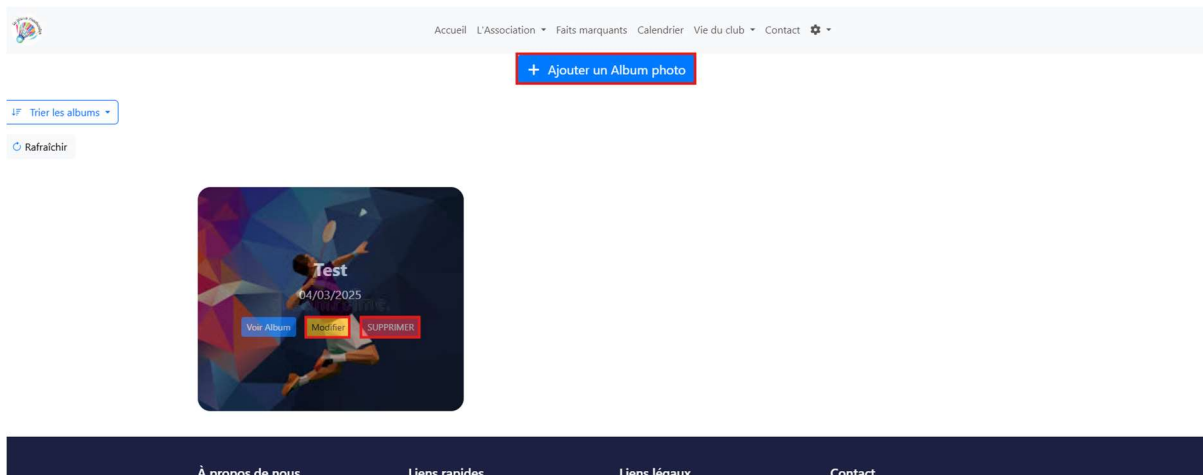 Accueil L'Association Faits marquants Calendrier Vie du club Contact
+ Ajouter un Album photo
Trier les albums
Rafraîchir
Test
04/03/2025
Voir Album Modifier SUPPRIMER
À propos de nous Liens rapides Liens légaux Contact